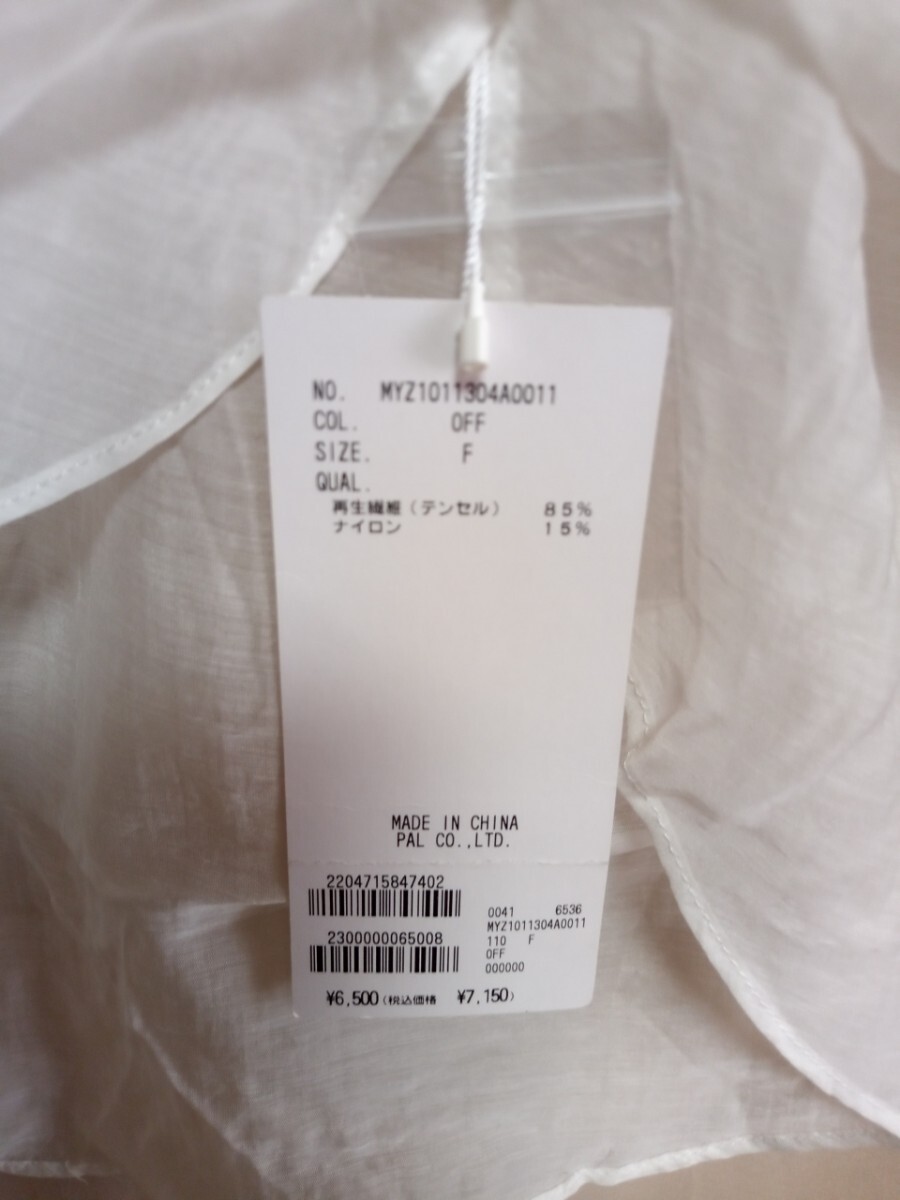 NO. MYZ1011304A0011
COL. OFF
SIZE. F
QUAL.
再生繊維(テンセル) 85%
ナイロン 15%
MADE IN CHINA
PAL CO.,LTD.
2204715847402
0041 6536
MYZ1011304A0011
2300000065008
110 F
OFF
000000
¥6,500(税込価格 ¥7,150)